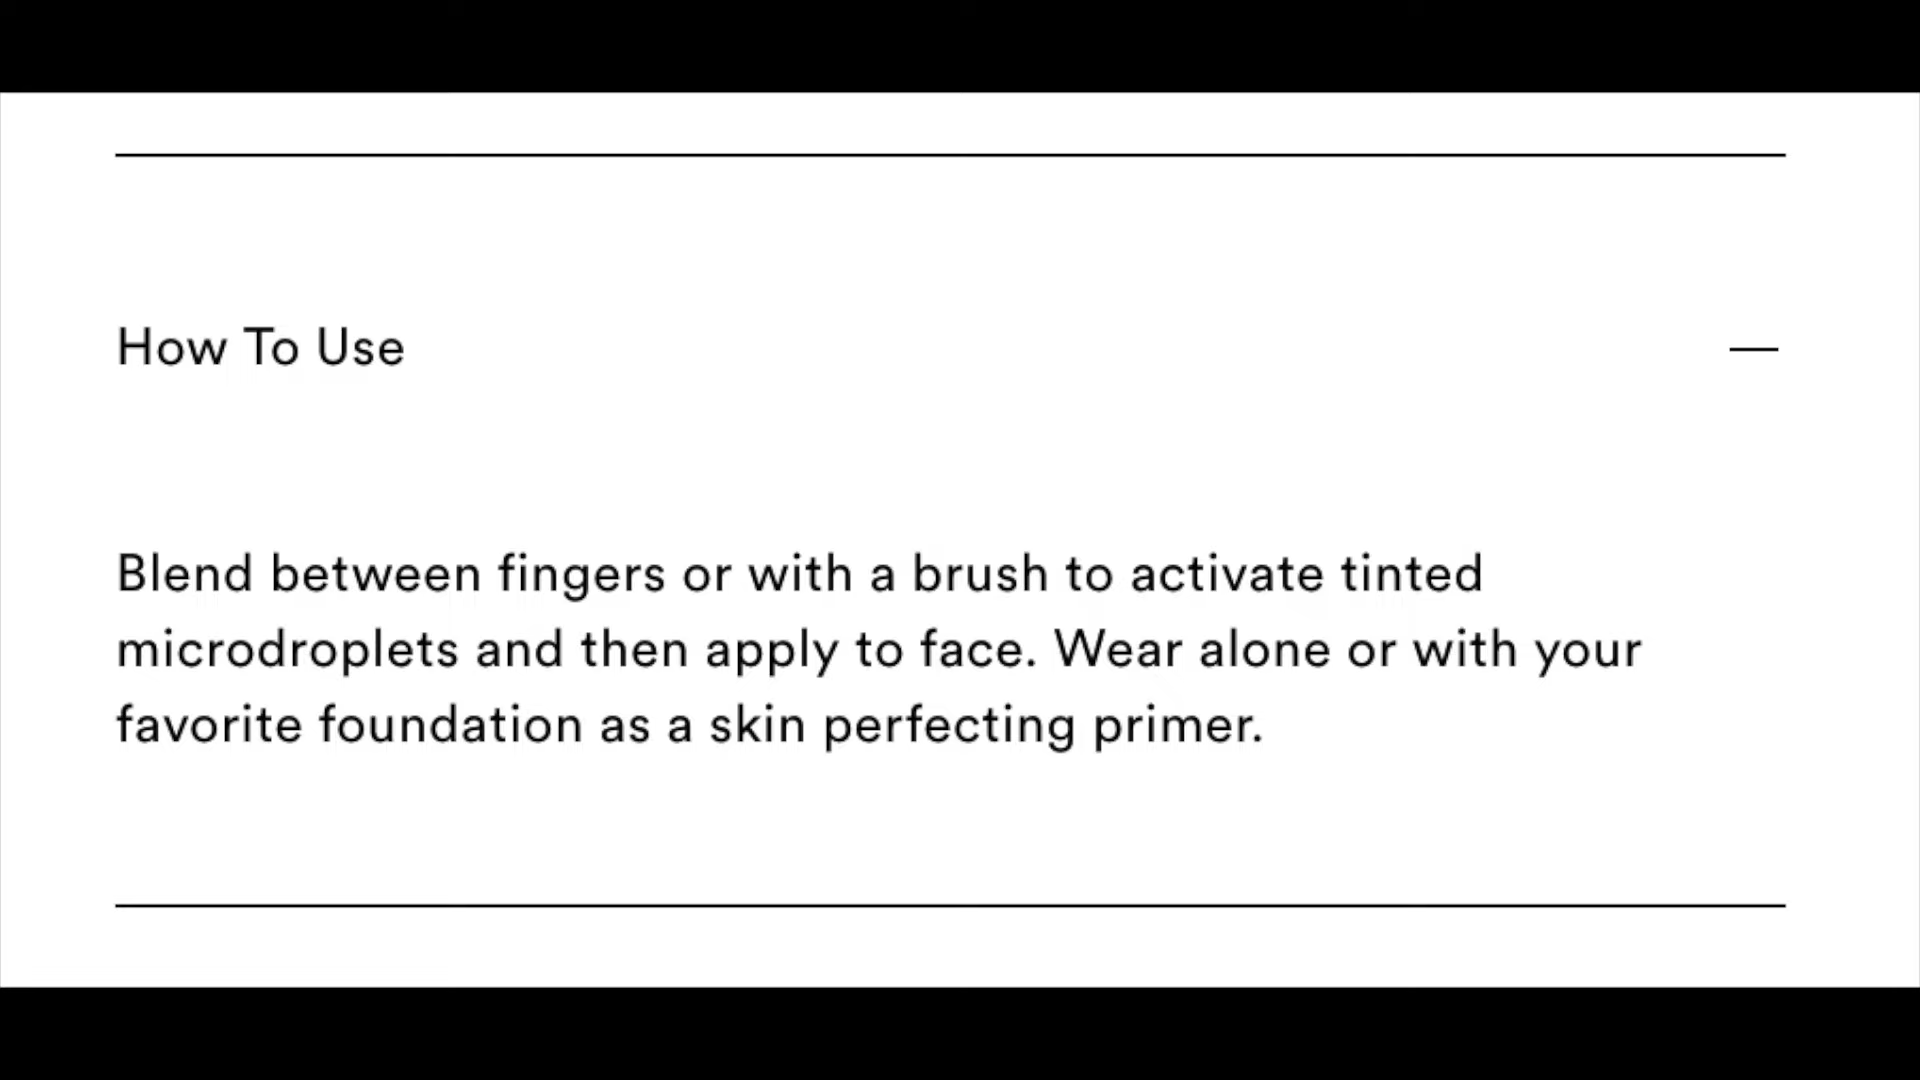 How To Use
Blend between fingers or with a brush to activate tinted
microdroplets and then apply to face. Wear alone or with your
favorite foundation as a skin perfecting primer.